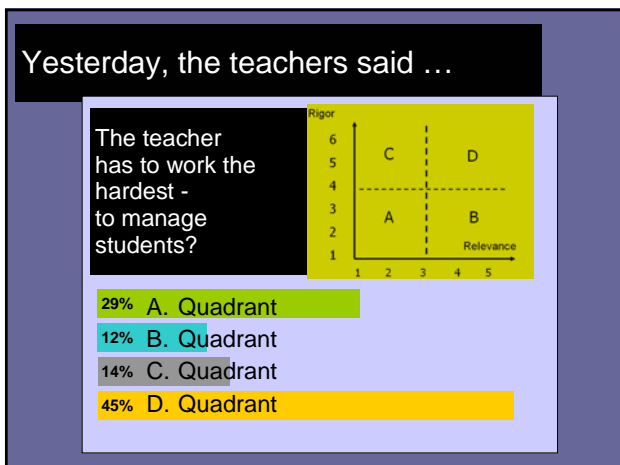 Yesterday, the teachers said …
The teacher
has to work the
hardest -
to manage
students?
Rigor
6
5
4
3
2
1
C
D
A
B
Relevance
1 2 3 4 5
29% A. Quadrant
12% B. Quadrant
14% C. Quadrant
45% D. Quadrant